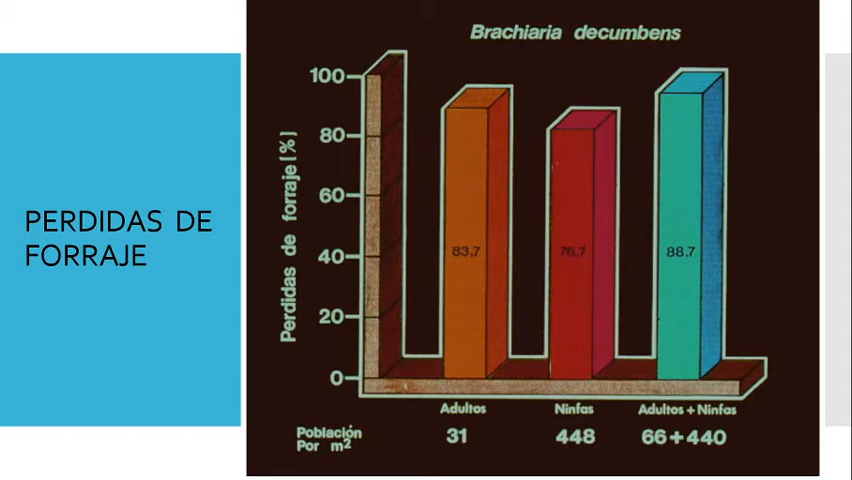 PERDIDAS DE
FORRAJE
Brachiaria decumbens
Perdidas de forraje [%]
100
80
60
40
20
0
83,7
76,7
88,7
Adultos
Ninfas
Adultos + Ninfas
Población
Por m²
31
448
66+440